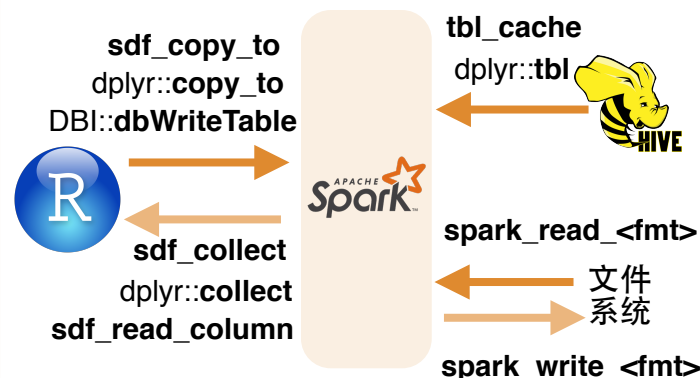 sdf_copy_to
dplyr::copy_to
DBI::dbWriteTable
R
sdf_collect
dplyr::collect
sdf_read_column
APACHE
Spark™
tbl_cache
dplyr::tbl
HIVE
spark_read_<fmt>
文件
系统
spark_write_<fmt>